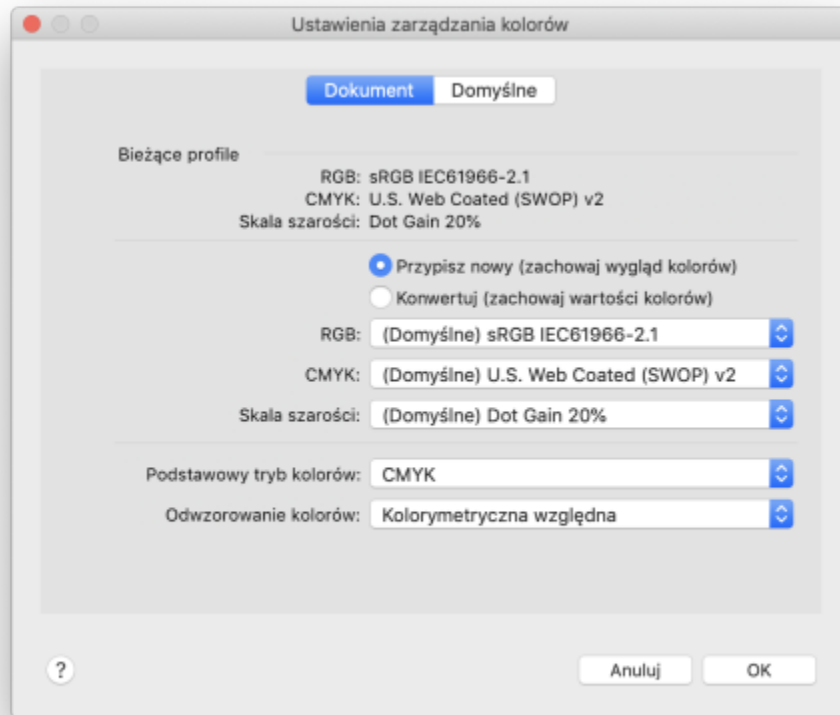 Ustawienia zarządzania kolorów
Dokument Domyślne
Bieżące profile
RGB: sRGB IEC61966-2.1
CMYK: U.S. Web Coated (SWOP) v2
Skala szarości: Dot Gain 20%
Przypisz nowy (zachowaj wygląd kolorów)
Konwertuj (zachowaj wartości kolorów)
RGB: (Domyślne) sRGB IEC61966-2.1
CMYK: (Domyślne) U.S. Web Coated (SWOP) v2
Skala szarości: (Domyślne) Dot Gain 20%
Podstawowy tryb kolorów: CMYK
Odwzorowanie kolorów: Kolorymetryczna względna
? Anuluj OK